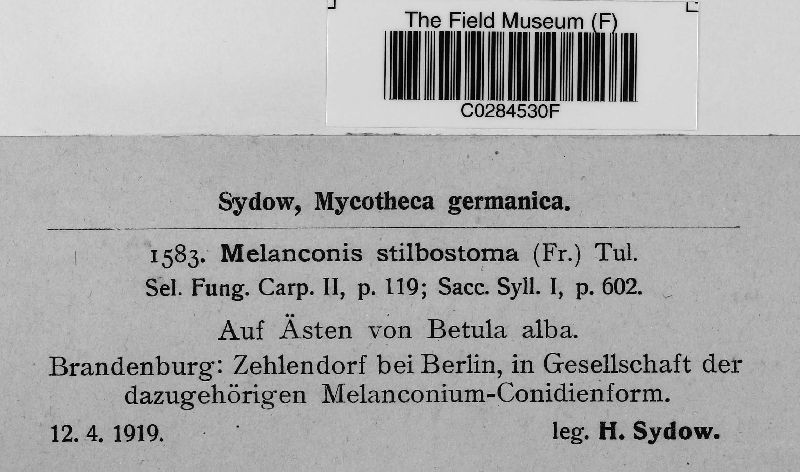 The Field Museum (F)
C0284530F
Sydow, Mycotheca germanica.
1583. Melanconis stilbostoma (Fr.) Tul.
Sel. Fung. Carp. II, p. 119; Sacc. Syll. I, p. 602.
Auf Ästen von Betula alba.
Brandenburg: Zehlendorf bei Berlin, in Gesellschaft der
dazugehörigen Melanconium-Conidienform.
12. 4. 1919. leg. H. Sydow.